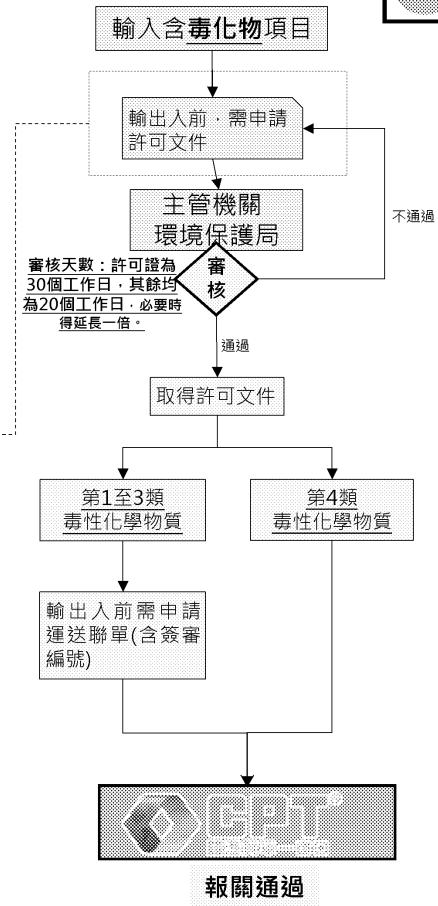 輸入含毒化物項目
輸出入前，需申請
許可文件
主管機關
環境保護局
不通過
審核天數：許可證為
30個工作日，其餘均
為20個工作日，必要時
得延長一倍。
審
核
通過
取得許可文件
第1至3類
毒性化學物質
第4類
毒性化學物質
輸出入前需申請
運送聯單(含簽審
編號)
CPT
報關通過